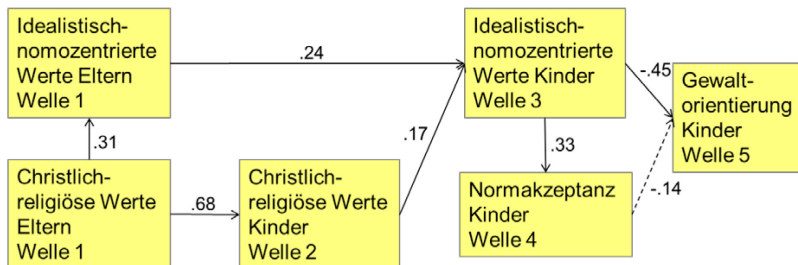 Idealistisch-
nomozentrierte
Werte Eltern
Welle 1
.24
Idealistisch-
nomozentrierte
Werte Kinder
Welle 3
-.45
Gewalt-
orientierung
Kinder
Welle 5
.31
.17
.33
Christlich-
religiöse Werte
Eltern
Welle 1
.68
Christlich-
religiöse Werte
Kinder
Welle 2
Normakzeptanz
Kinder
Welle 4
-.14